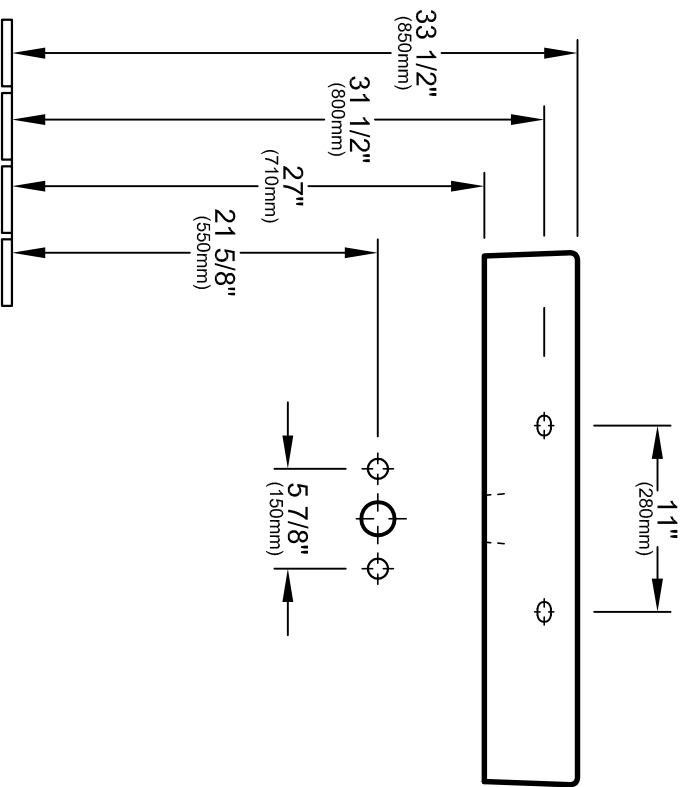 33 1/2"
(850mm)
31 1/2"
(800mm)
27"
(710mm)
21 5/8"
(550mm)
5 7/8"
(150mm)
11"
(280mm)